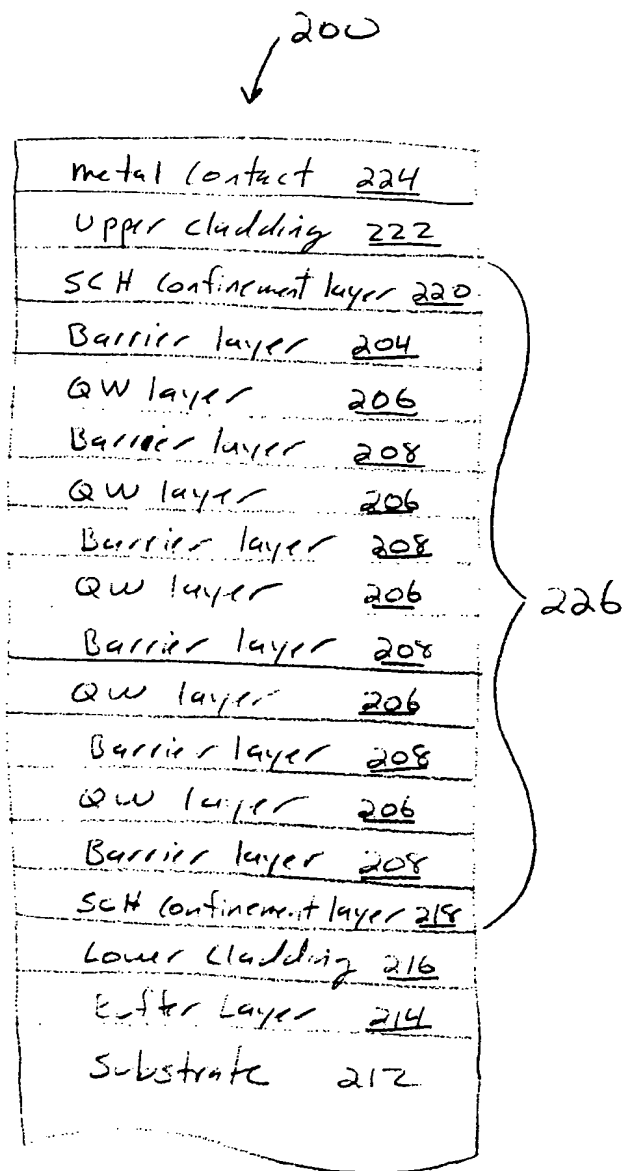 200
metal contact 224
Upper cladding 222
SCH Confinement layer 220
Barrier layer 204
QW layer 206
Barrier layer 208
QW layer 206
Barrier layer 208
QW layer 206
Barrier layer 208
QW layer 206
Barrier layer 208
QW layer 206
Barrier layer 208
SCH Confinement layer 218
Lower Cladding 216
Buffer Layer 214
Substrate 212
226